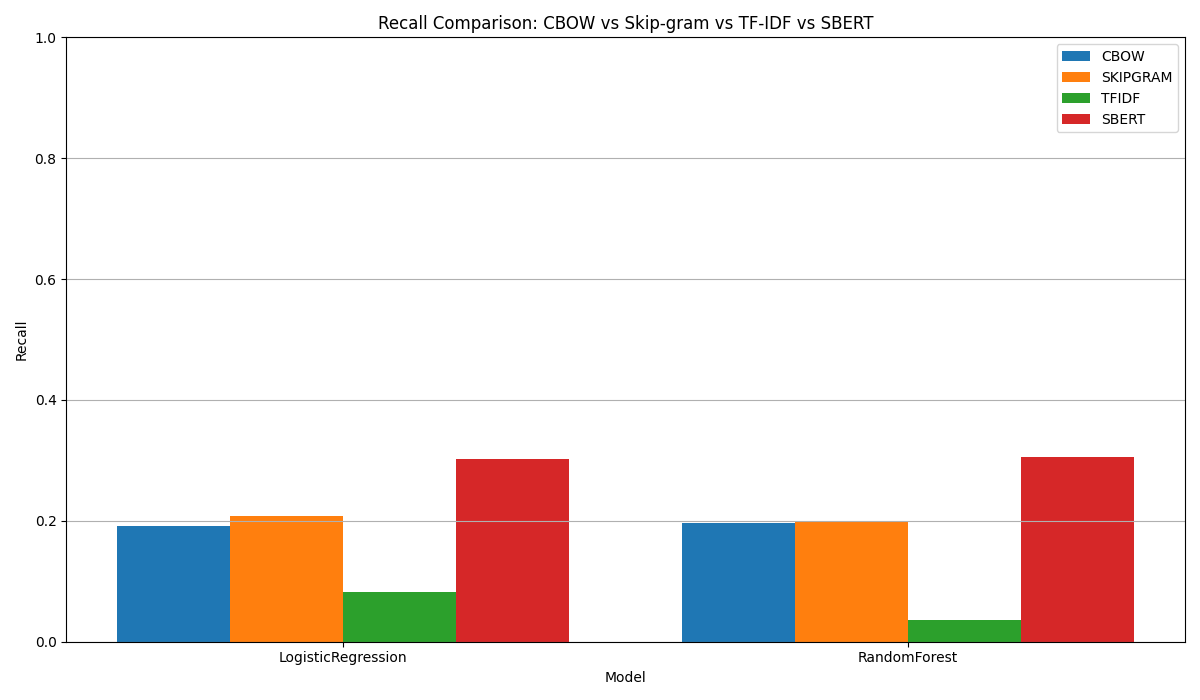 Recall Comparison: CBOW vs Skip-gram vs TF-IDF vs SBERT
CBOW
SKIPGRAM
TFIDF
SBERT
Recall
1.0
0.8
0.6
0.4
0.2
0.0
LogisticRegression
RandomForest
Model